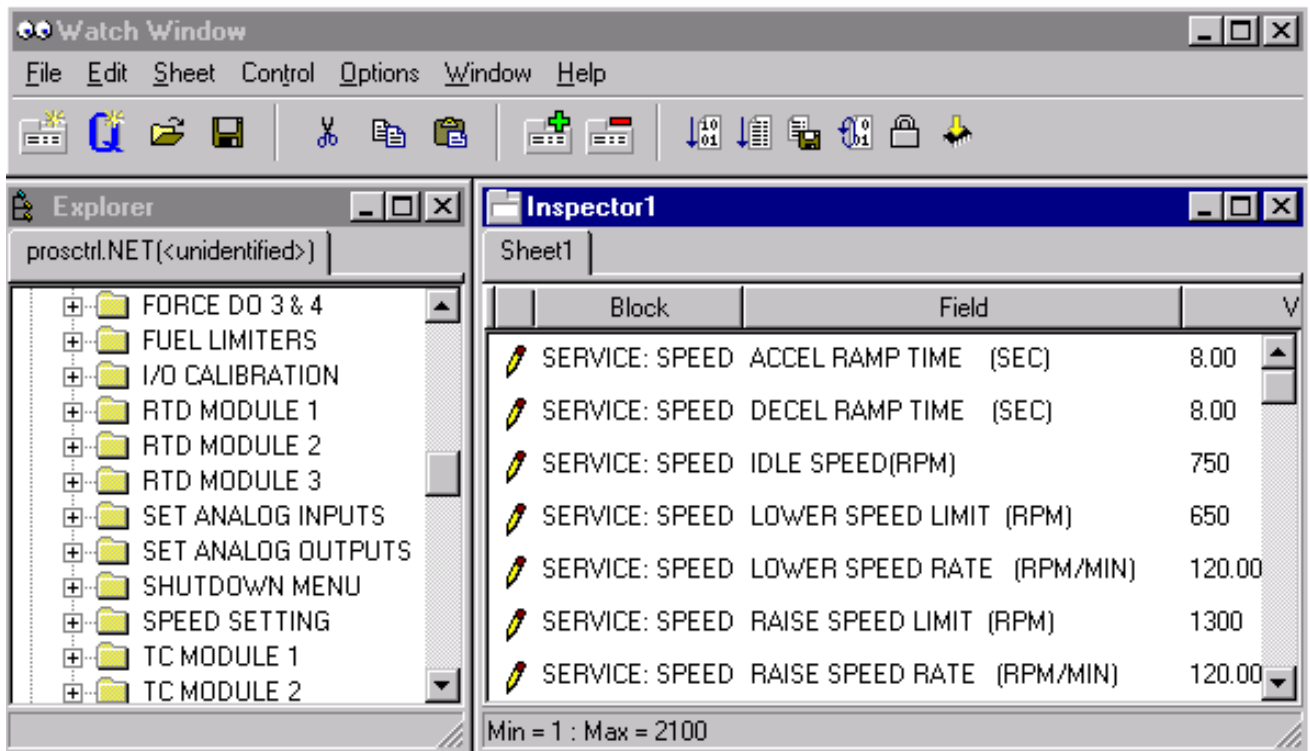 Watch Window
File Edit Sheet Control Options Window Help
Explorer
prosctrl.NET(<unidentified>)
FORCE DO 3 & 4
FUEL LIMITERS
I/O CALIBRATION
RTD MODULE 1
RTD MODULE 2
RTD MODULE 3
SET ANALOG INPUTS
SET ANALOG OUTPUTS
SHUTDOWN MENU
SPEED SETTING
TC MODULE 1
TC MODULE 2
Inspector1
Sheet1
Block Field V
SERVICE: SPEED ACCEL RAMP TIME (SEC) 8.00
SERVICE: SPEED DECEL RAMP TIME (SEC) 8.00
SERVICE: SPEED IDLE SPEED(RPM) 750
SERVICE: SPEED LOWER SPEED LIMIT (RPM) 650
SERVICE: SPEED LOWER SPEED RATE (RPM/MIN) 120.00
SERVICE: SPEED RAISE SPEED LIMIT (RPM) 1300
SERVICE: SPEED RAISE SPEED RATE (RPM/MIN) 120.00
Min = 1 : Max = 2100